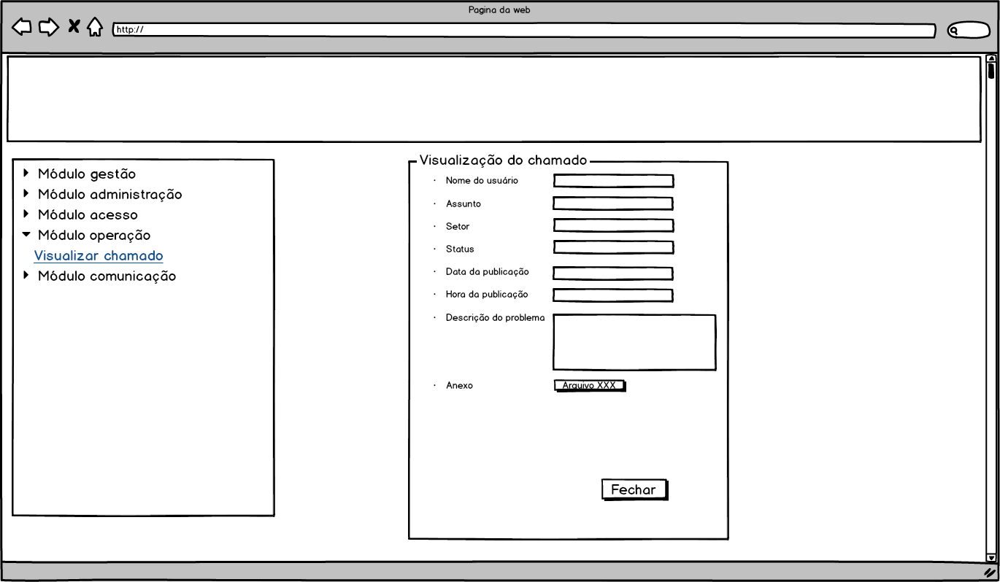 Pagina da web
http://
Módulo gestão
Módulo administração
Módulo acesso
Módulo operação
Visualizar chamado
Módulo comunicação
Visualização do chamado
Nome do usuário
Assunto
Setor
Status
Data da publicação
Hora da publicação
Descrição do problema
Anexo Arquivo XXX
Fechar